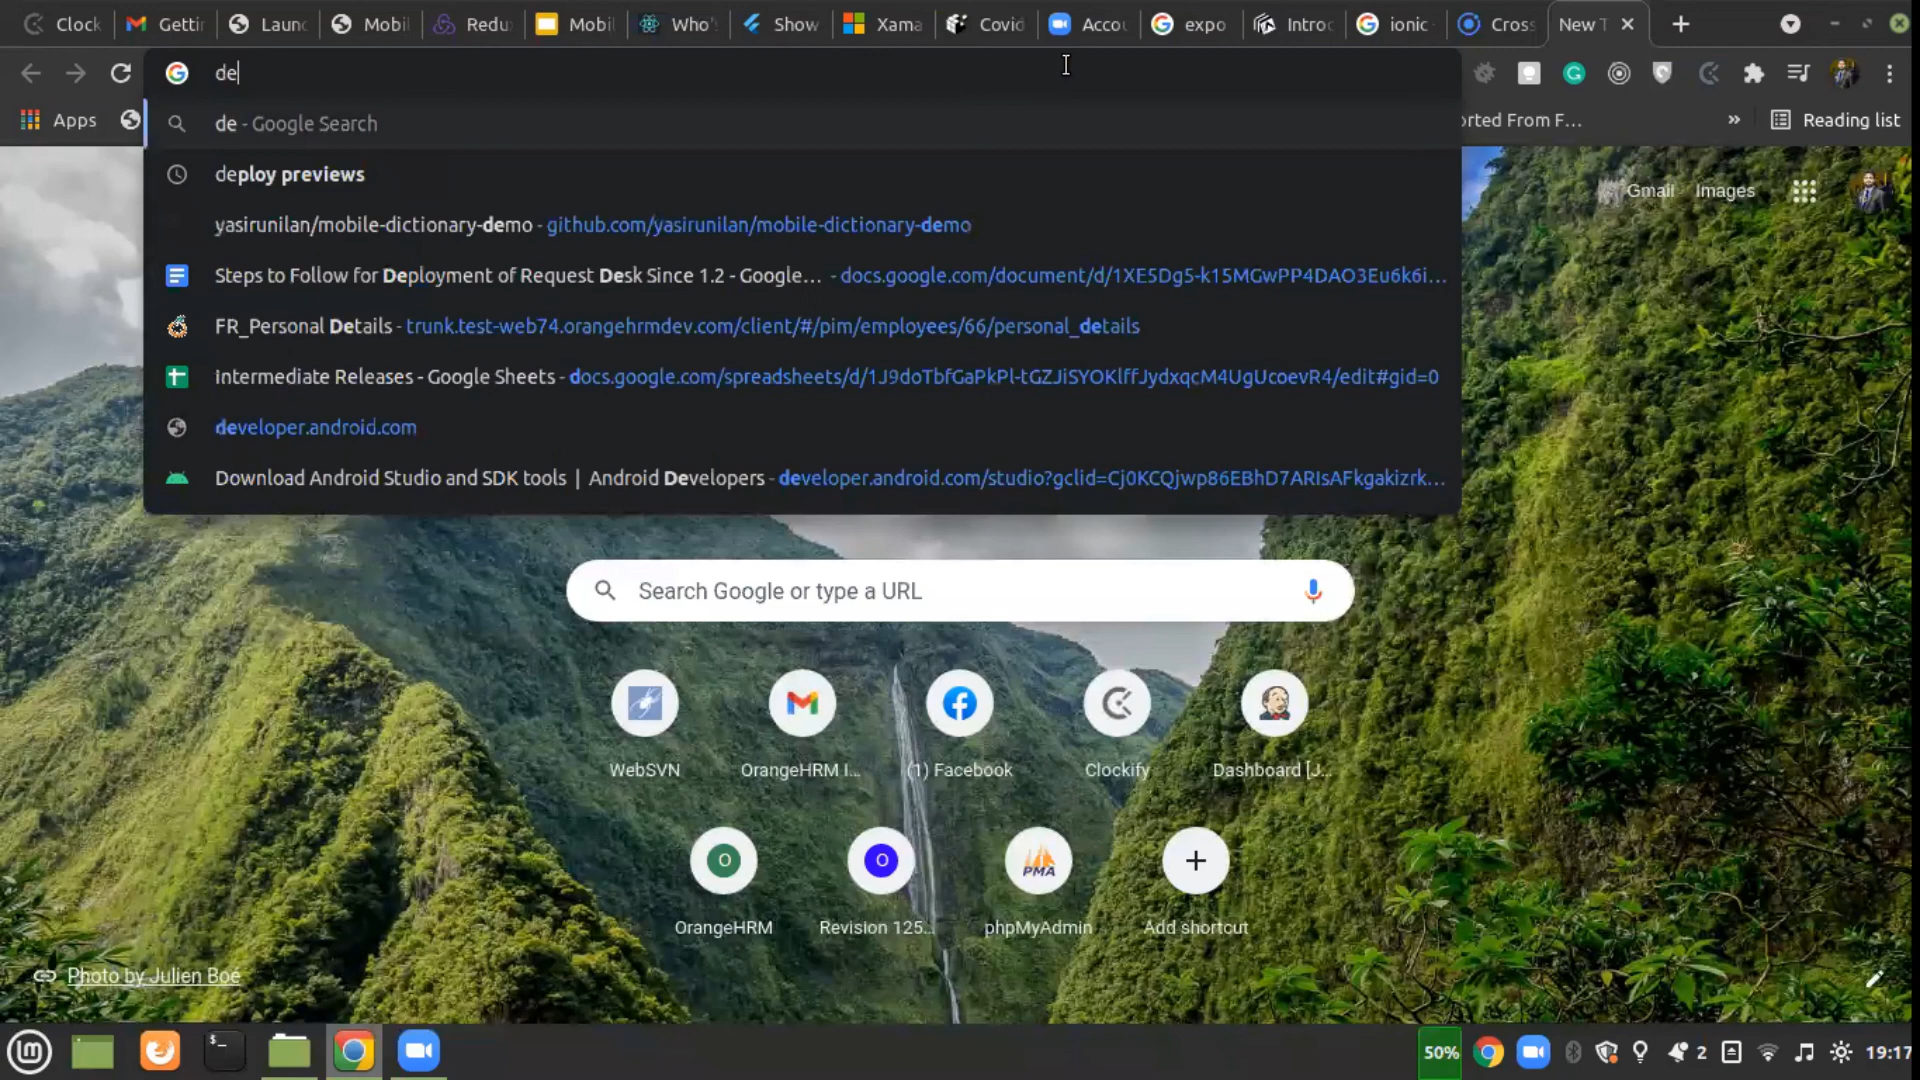 Clock
Getti
Laun
Mobil
Redu
Mobil
Who'
Show
Xama
Covid
Accou
expo
Introc
ionic
Cross
New T
de
de - Google Search
deploy previews
yasirunilan/mobile-dictionary-demo - github.com/yasirunilan/mobile-dictionary-demo
Steps to Follow for Deployment of Request Desk Since 1.2 - Google... - docs.google.com/document/d/1XE5Dg5-k15MGwPP4DAO3Eu6k6i...
FR_Personal Details - trunk.test-web74.orangehrmdev.com/client/#/pim/employees/66/personal_details
Intermediate Releases - Google Sheets - docs.google.com/spreadsheets/d/1J9doTbfGaPkPl-tGZJiSYOKlffJydxqcM4UgUcoevR4/edit#gid=0
developer.android.com
Download Android Studio and SDK tools | Android Developers - developer.android.com/studio?gclid=Cj0KCQjwp86EBhD7ARIsAFkgakizrk...
Apps
orted From F...
»
Reading list
Gmail Images
Search Google or type a URL
WebSVN
OrangeHRM I...
(1) Facebook
Clockify
Dashboard [J...
O
O
PMA
OrangeHRM
Revision 125...
phpMyAdmin
Add shortcut
Photo by Julien Boé
50%
2
19:17